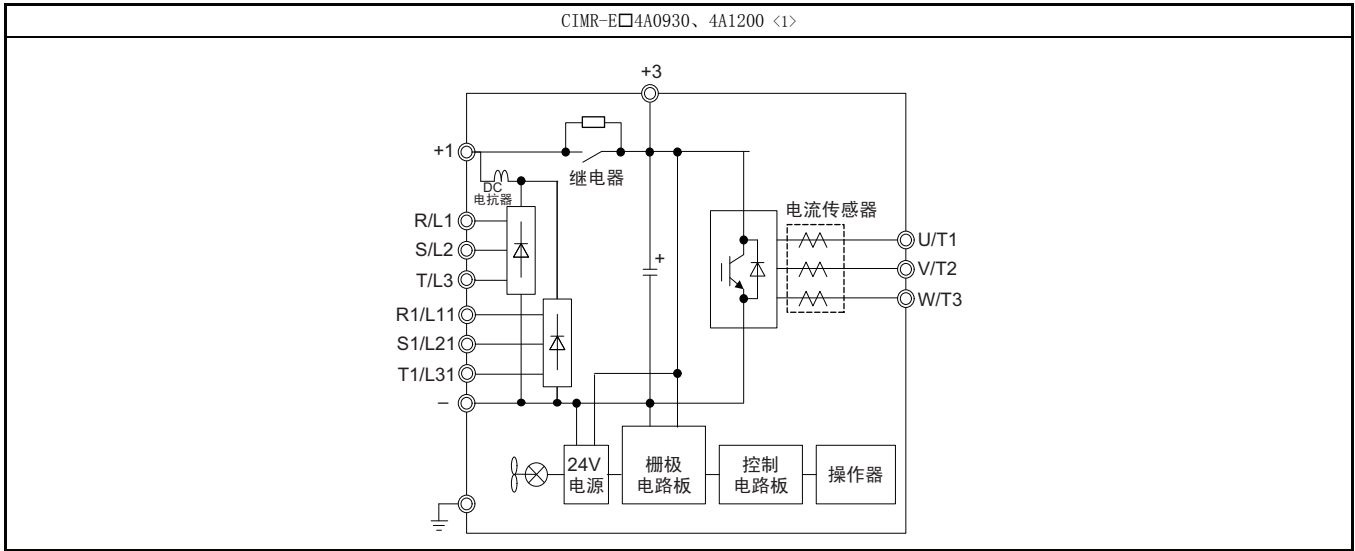 CIMR-E□4A0930、4A1200 <1>
+3
+1
继电器
DC
电抗器
电流传感器
R/L1
S/L2
T/L3
R1/L11
S1/L21
T1/L31
−
+
U/T1
V/T2
W/T3
24V
电源
栅极
电路板
控制
电路板
操作器